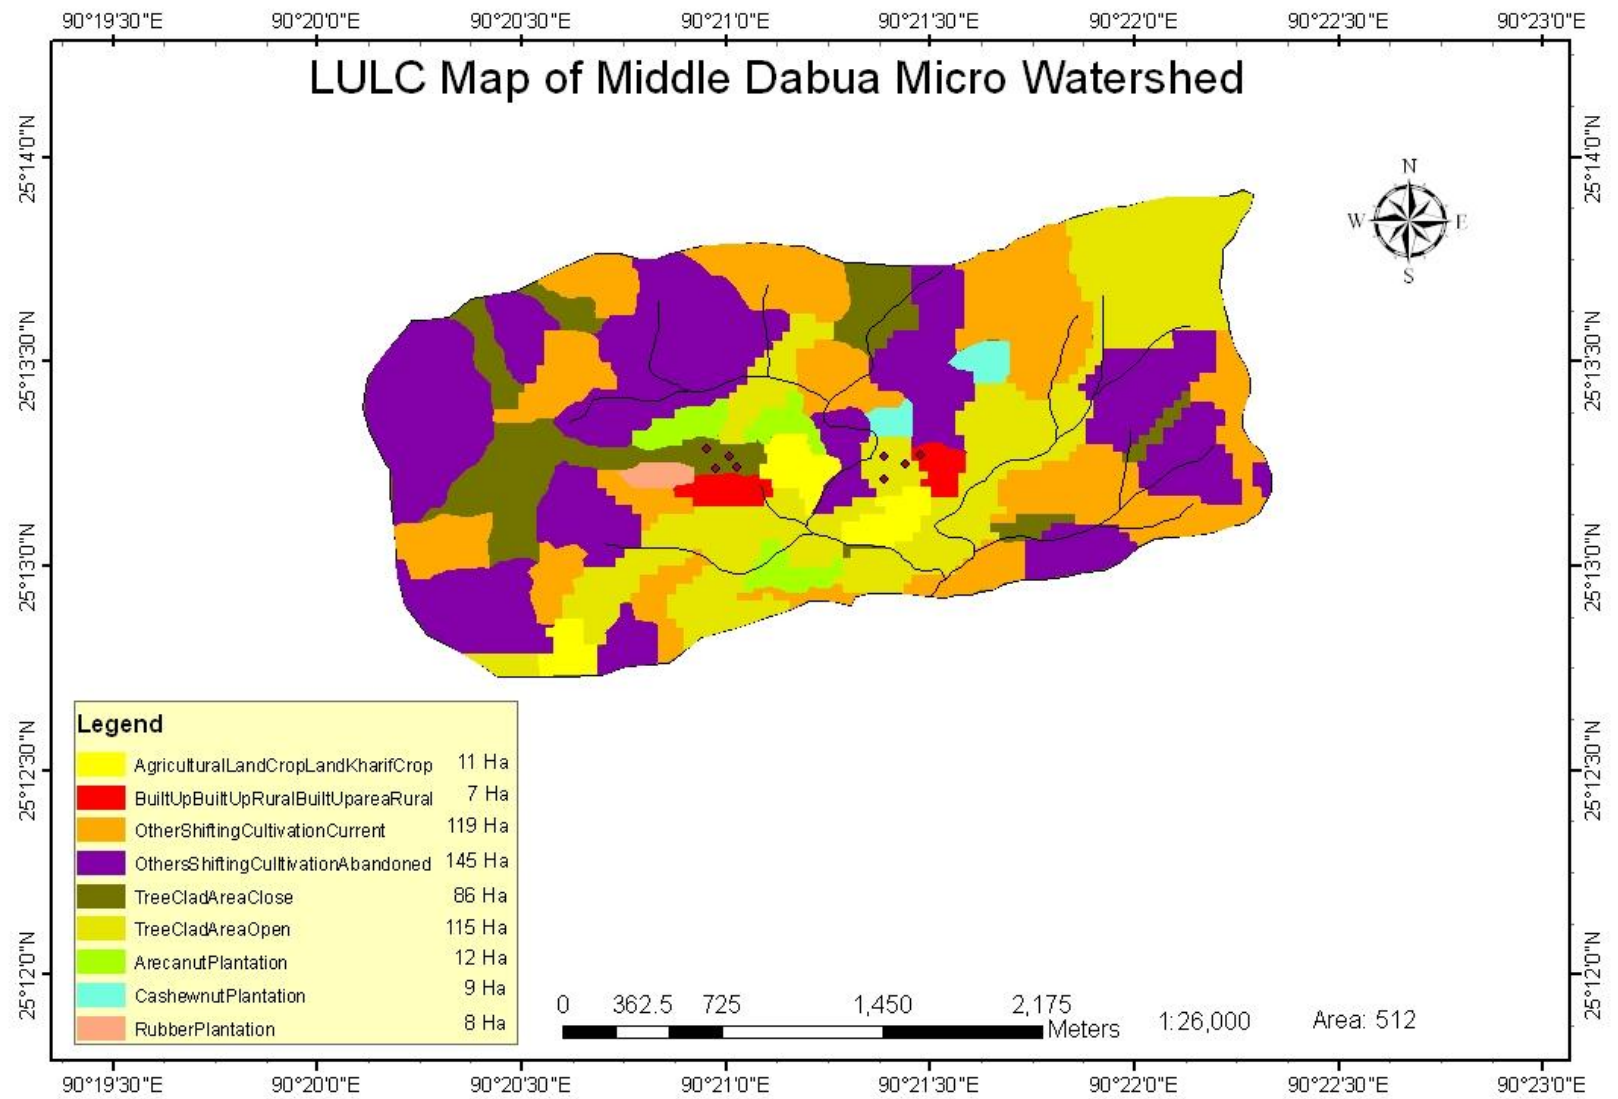 90°19'30"E 90°20'0"E 90°20'30"E 90°21'0"E 90°21'30"E 90°22'0"E 90°22'30"E 90°23'0"E
LULC Map of Middle Dabua Micro Watershed
25°14'0"N 25°14'0"N
N
W E
S
25°13'30"N 25°13'30"N
25°13'0"N 25°13'0"N
25°12'30"N 25°12'30"N
25°12'0"N 25°12'0"N
Legend
AgriculturalLandCropLandKharifCrop 11 Ha
BuiltUpBuiltUpRuralBuiltUpareaRural 7 Ha
OtherShiftingCultivationCurrent 119 Ha
OthersShiftingCulltivationAbandoned 145 Ha
TreeCladAreaClose 86 Ha
TreeCladAreaOpen 115 Ha
ArecanutPlantation 12 Ha
CashewnutPlantation 9 Ha
RubberPlantation 8 Ha
0 362.5 725 1,450 2,175
Meters
1:26,000 Area: 512
90°19'30"E 90°20'0"E 90°20'30"E 90°21'0"E 90°21'30"E 90°22'0"E 90°22'30"E 90°23'0"E